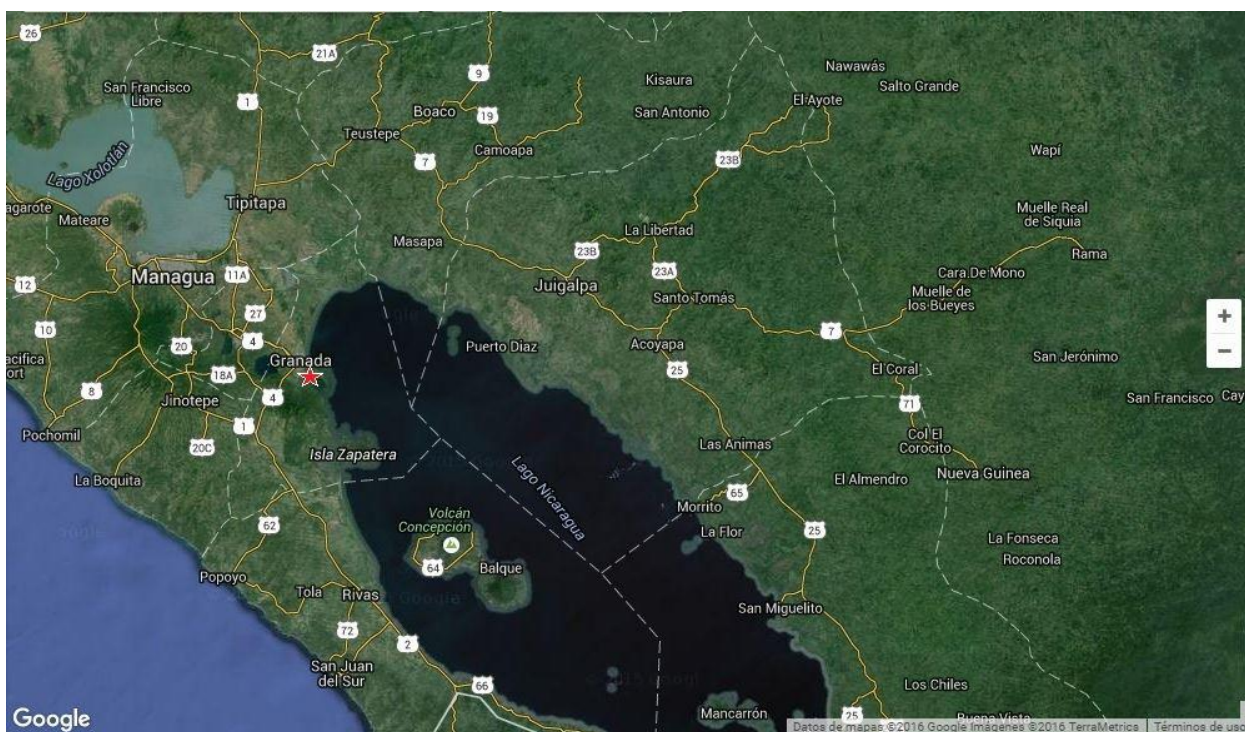 26
21A
9
Kisaura
Nawawás
Salto Grande
San Francisco
Libre
1
Boaco
19
San Antonio
El Ayote
Teustepe
Camoapa
7
23B
Wapí
Lago Xolotlán
Tipitapa
agarote
Mateare
Masapa
La Libertad
Muelle Real
de Siquia
23B
Rama
Managua
11A
Juigalpa
23A
Santo Tomás
Cara De Mono
Muelle de
los Bueyes
12
27
10
20
4
Puerto Diaz
Acoyapa
7
+
−
acifica
ort
Granada
18A
25
El Coral
San Jerónimo
8
Jinotepe
4
71
San Francisco
Cay
Pochomil
20C
1
Isla Zapatera
Las Animas
Col El
Corocito
La Boquita
Lago Nicaragua
El Almendro
Nueva Guinea
65
Morrito
62
Volcán
Concepción
La Flor
25
La Fonseca
Roconola
64
Balque
Popoyo
Tola
Rivas
San Miguelito
72
2
San Juan
del Sur
66
Los Chiles
Mancarrón
25
Buena Vista
Google
Datos de mapas ©2016 Google Imágenes ©2016 TerraMetrics
Términos de uso